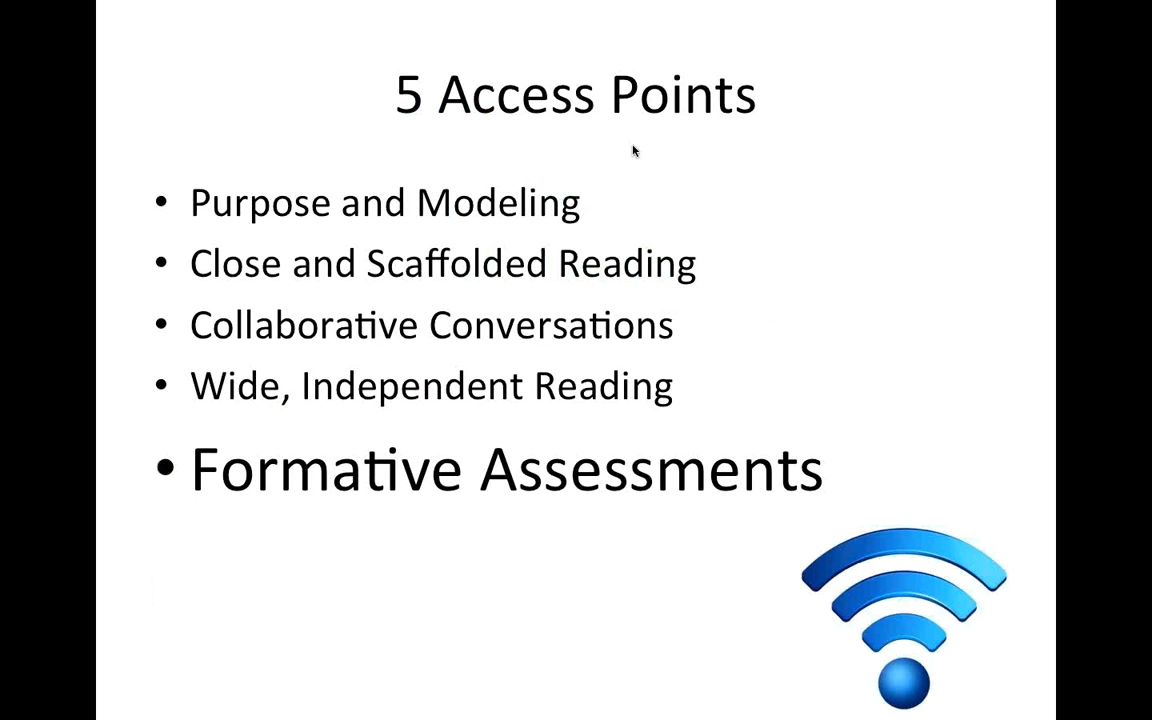 5 Access Points
• Purpose and Modeling
• Close and Scaffolded Reading
• Collaborative Conversations
• Wide, Independent Reading
• Formative Assessments